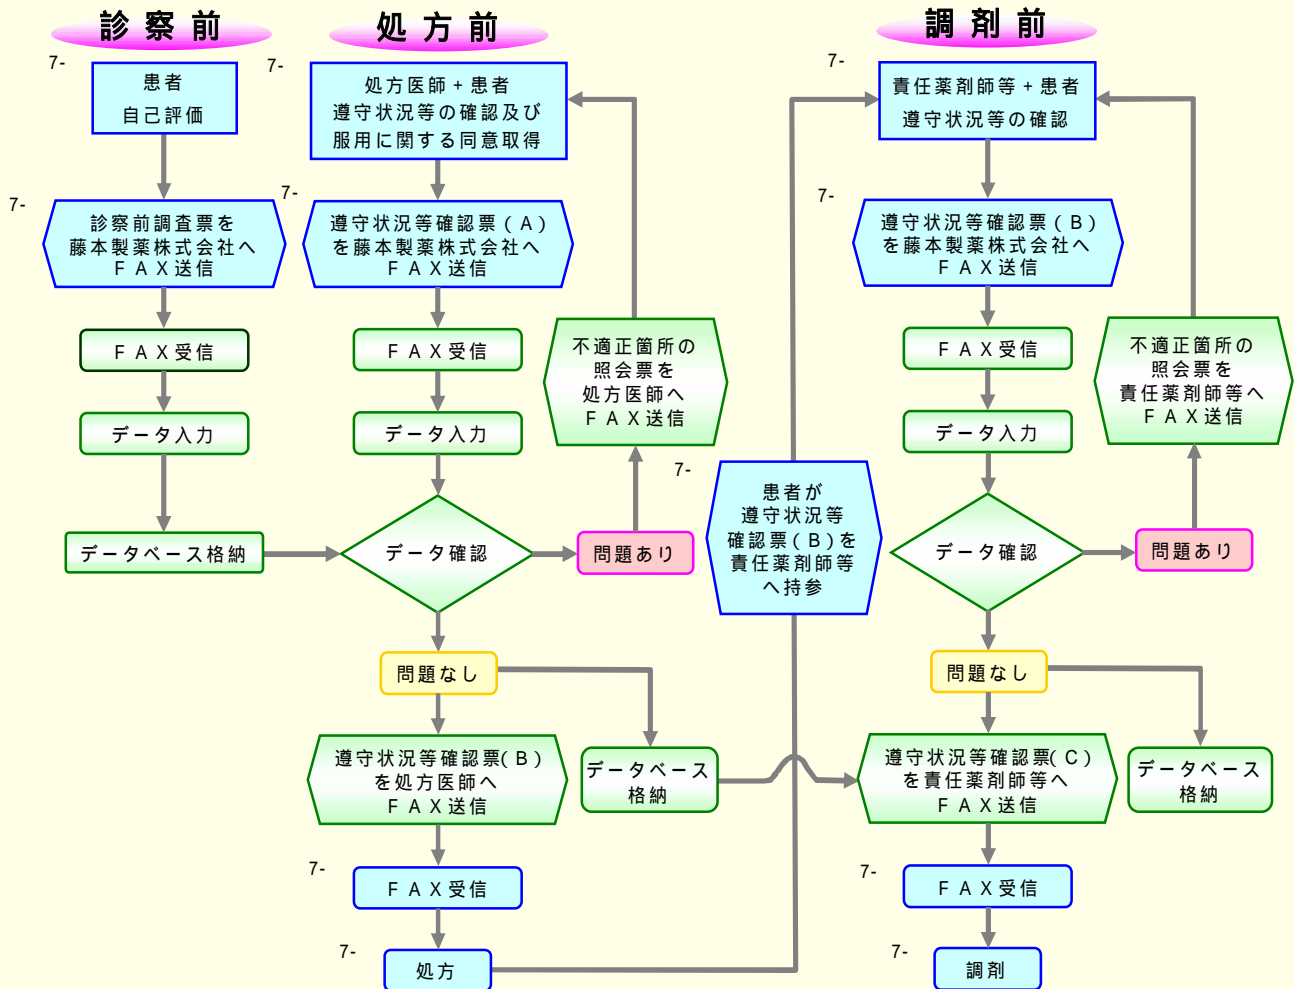 診察前
7-
患者
自己評価
7-
診察前調査票を
藤本製薬株式会社へ
ＦＡＸ送信
ＦＡＸ受信
データ入力
データベース格納
処方前
7-
処方医師+患者
遵守状況等の確認及び
服用に関する同意取得
7-
遵守状況等確認票(Ａ)
を藤本製薬株式会社へ
ＦＡＸ送信
ＦＡＸ受信
データ入力
データ確認
問題あり
不適正箇所の
照会票を
処方医師へ
ＦＡＸ送信
問題なし
データベース
格納
遵守状況等確認票(Ｂ)
を処方医師へ
ＦＡＸ送信
7-
ＦＡＸ受信
7-
処方
7-
患者が
遵守状況等
確認票(Ｂ)を
責任薬剤師等
へ持参
調剤前
7-
責任薬剤師等+患者
遵守状況等の確認
7-
遵守状況等確認票(Ｂ)
を藤本製薬株式会社へ
ＦＡＸ送信
ＦＡＸ受信
データ入力
データ確認
問題あり
不適正箇所の
照会票を
責任薬剤師等へ
ＦＡＸ送信
問題なし
データベース
格納
遵守状況等確認票(Ｃ)
を責任薬剤師等へ
ＦＡＸ送信
7-
ＦＡＸ受信
7-
調剤